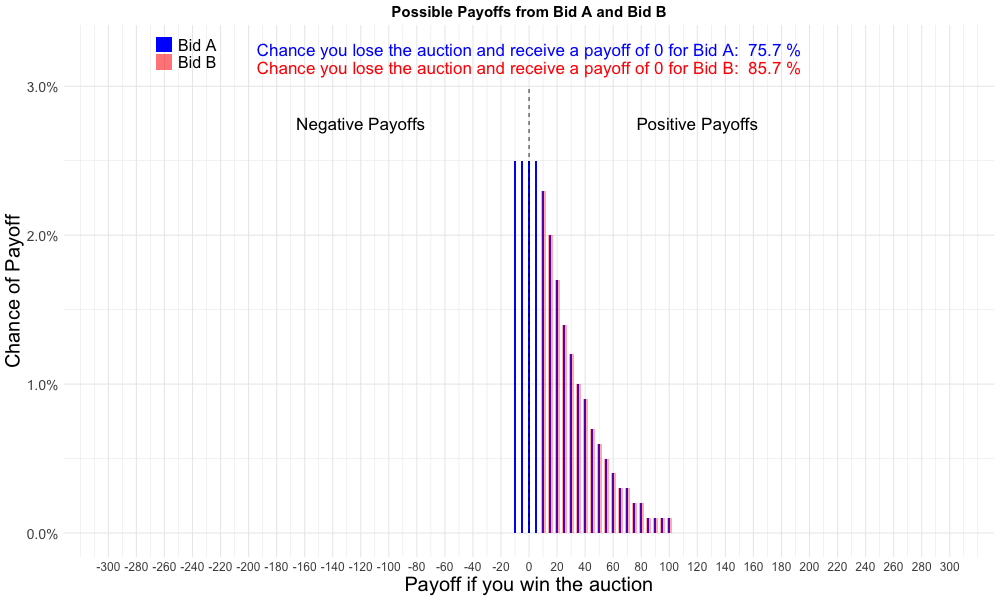 Possible Payoffs from Bid A and Bid B
Bid A
Bid B
Chance you lose the auction and receive a payoff of 0 for Bid A:  75.7 %
Chance you lose the auction and receive a payoff of 0 for Bid B:  85.7 %
Negative Payoffs
Positive Payoffs
Chance of Payoff
3.0%
2.0%
1.0%
0.0%
-300 -280 -260 -240 -220 -200 -180 -160 -140 -120 -100 -80 -60 -40 -20 0 20 40 60 80 100 120 140 160 180 200 220 240 260 280 300
Payoff if you win the auction